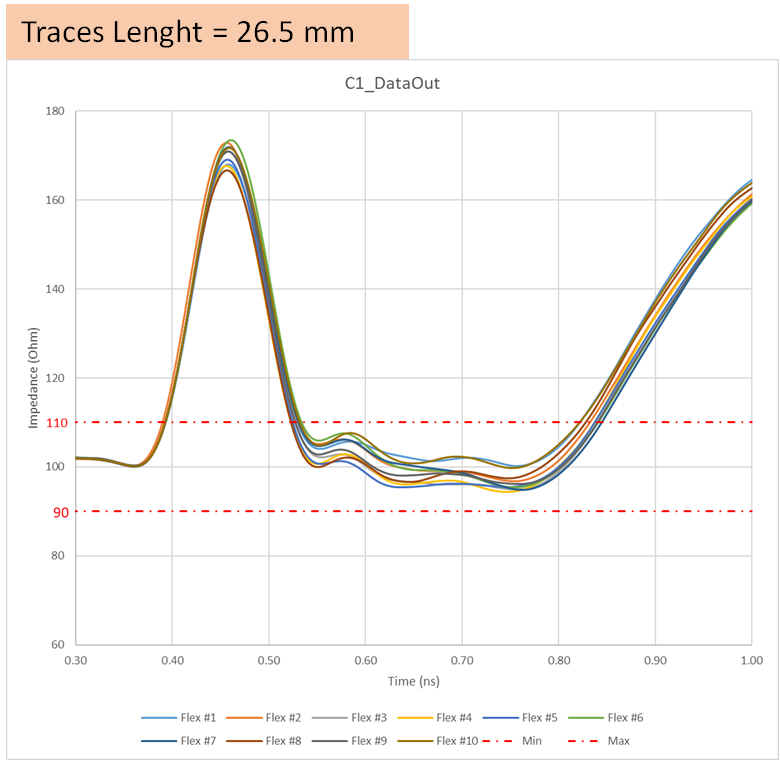 Traces Lenght = 26.5 mm
C1_DataOut
180
160
140
120
110
100
90
80
60
Impedance (Ohm)
0.30 0.40 0.50 0.60 0.70 0.80 0.90 1.00
Time (ns)
Flex #1 Flex #2 Flex #3 Flex #4 Flex #5 Flex #6
Flex #7 Flex #8 Flex #9 Flex #10 Min Max